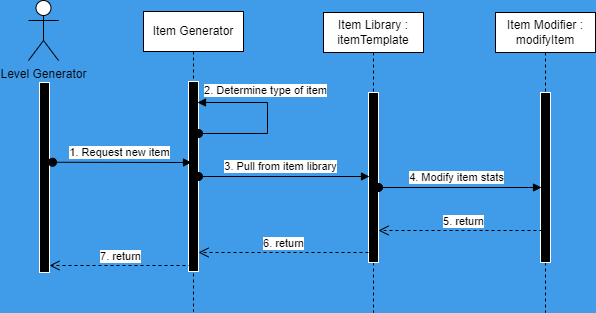 Item Generator
Item Library :
itemTemplate
Item Modifier :
modifyItem
Level Generator
2. Determine type of item
1. Request new item
3. Pull from item library
4. Modify item stats
5. return
6. return
7. return